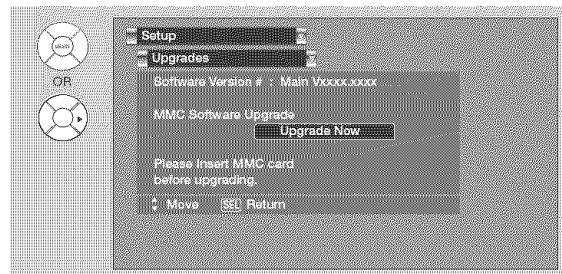 OR
Setup
Upgrades
Software Version # : Main Vxxxx.xxxx
MMC Software Upgrade
Upgrade Now
Please Insert MMC card
before upgrading.
Move SEL Return